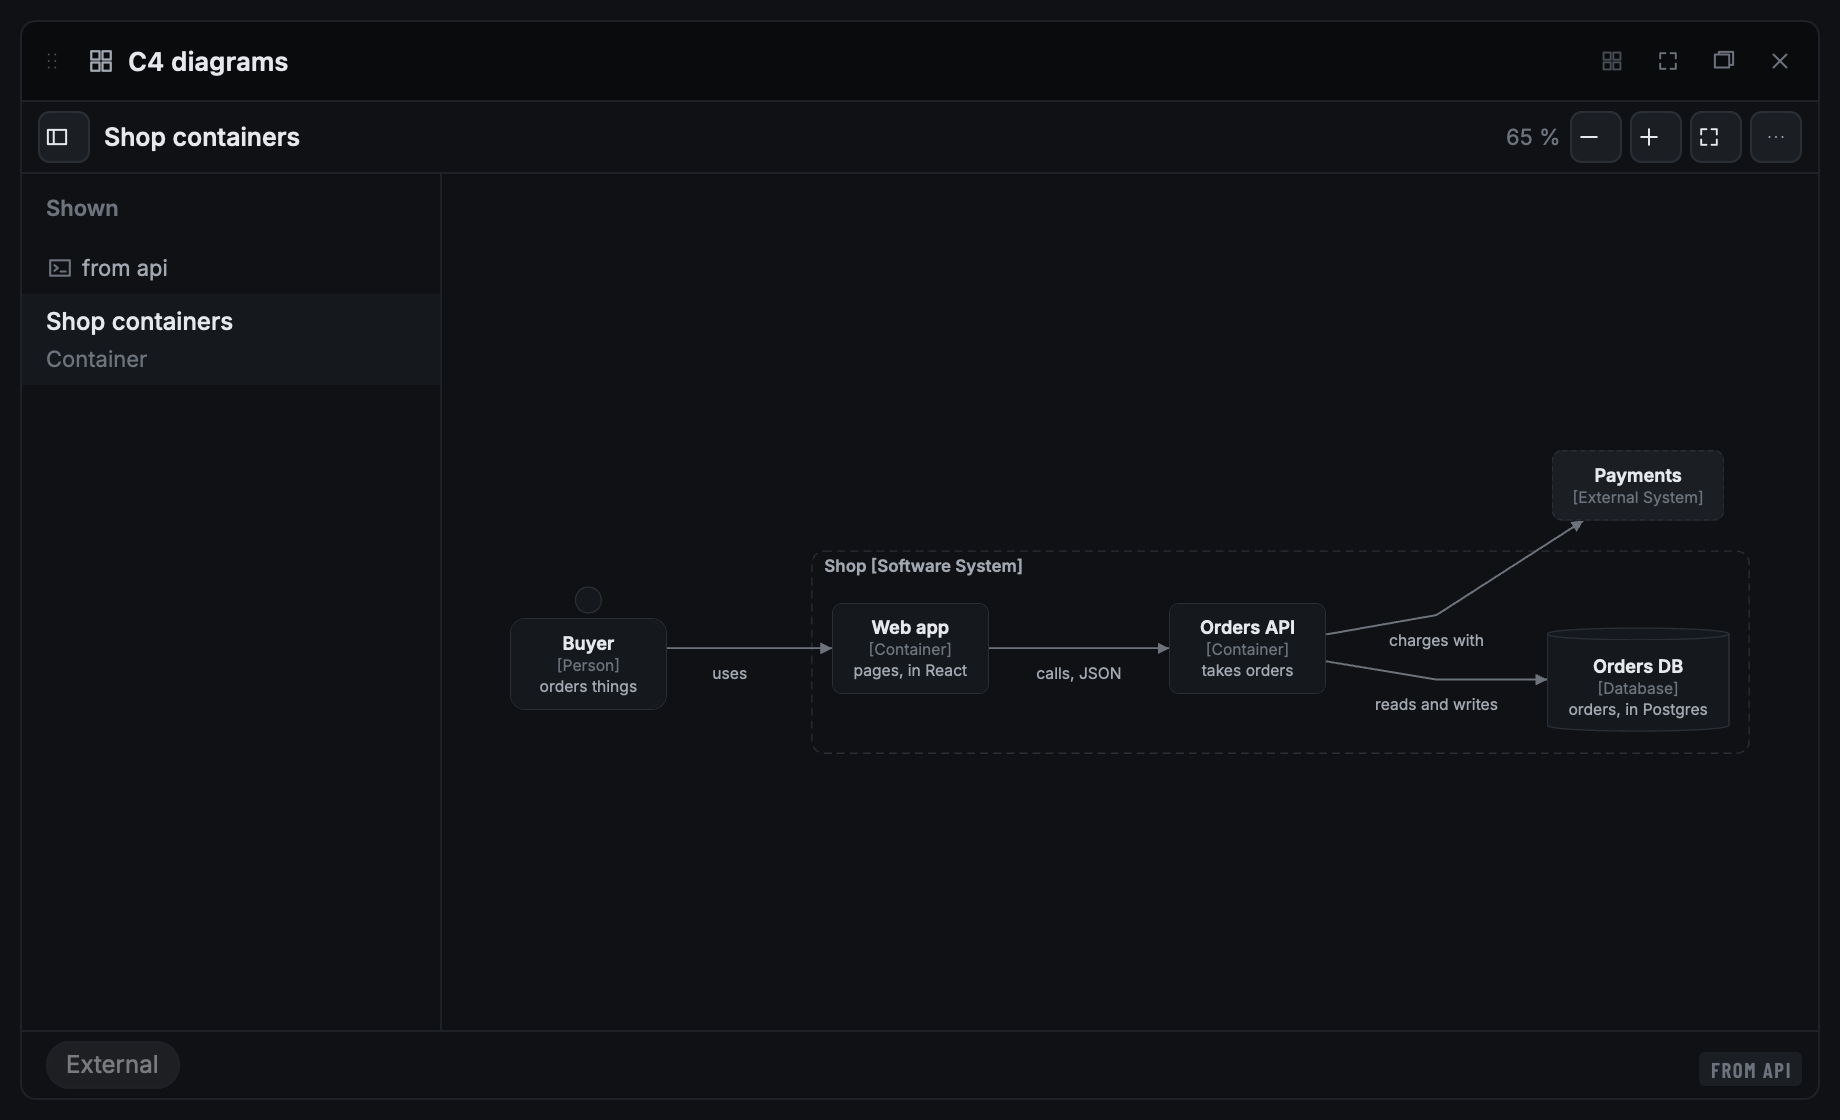 C4 diagrams
Shop containers
65 %
Shown
from api
Shop containers
Container
Payments
[External System]
Shop [Software System]
Buyer
[Person]
orders things
uses
Web app
[Container]
pages, in React
calls, JSON
Orders API
[Container]
takes orders
charges with
reads and writes
Orders DB
[Database]
orders, in Postgres
External
FROM API